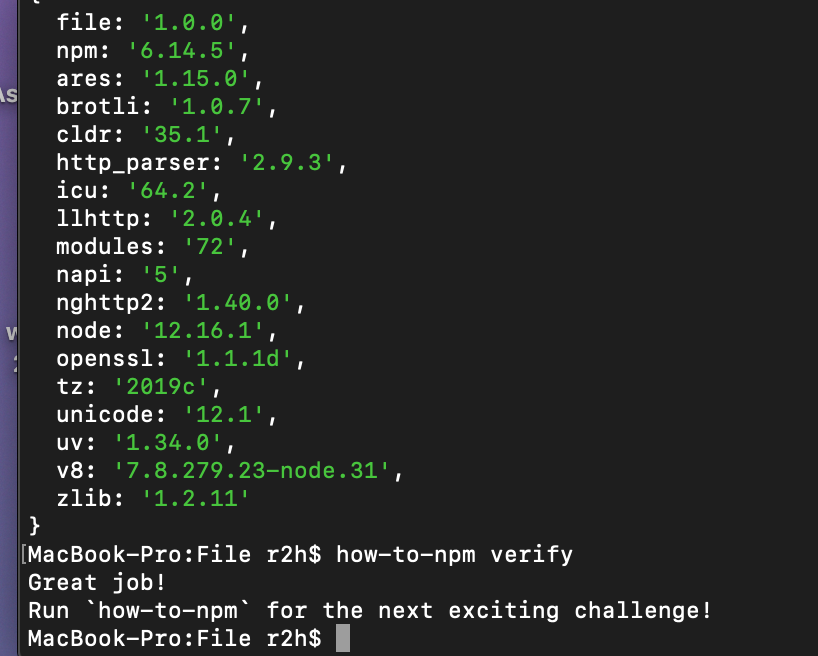 {
file: '1.0.0',
npm: '6.14.5',
ares: '1.15.0',
brotli: '1.0.7',
cldr: '35.1',
http_parser: '2.9.3',
icu: '64.2',
llhttp: '2.0.4',
modules: '72',
napi: '5',
nghttp2: '1.40.0',
node: '12.16.1',
openssl: '1.1.1d',
tz: '2019c',
unicode: '12.1',
uv: '1.34.0',
v8: '7.8.279.23-node.31',
zlib: '1.2.11'
}
[MacBook-Pro:File r2h$ how-to-npm verify
Great job!
Run `how-to-npm` for the next exciting challenge!
MacBook-Pro:File r2h$